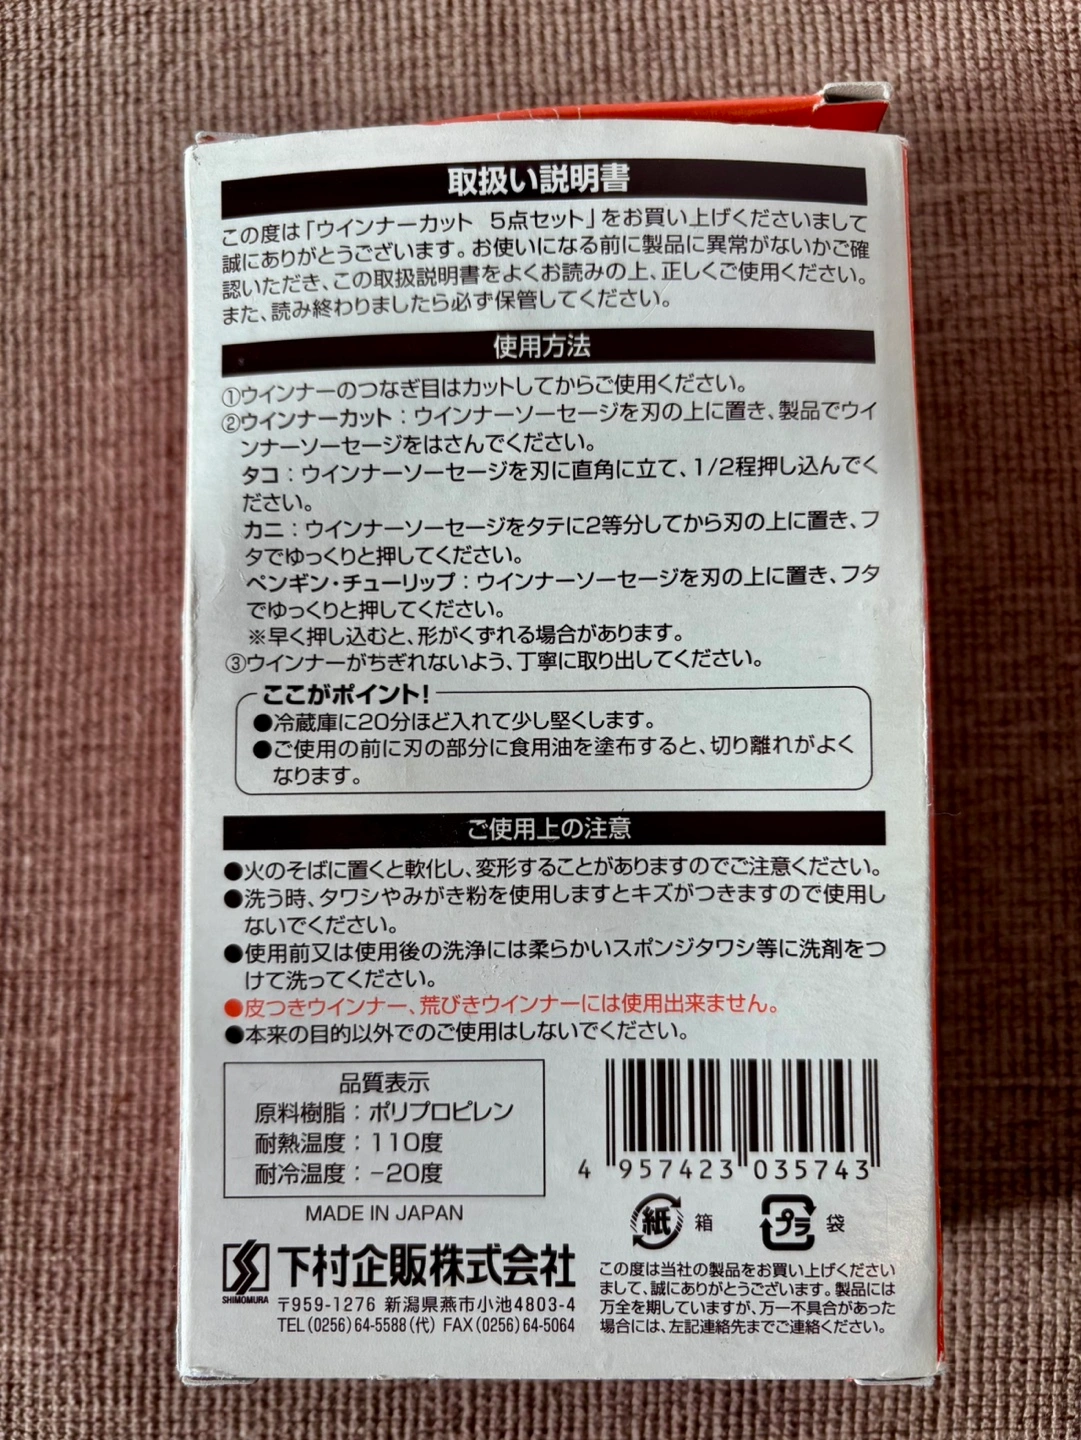 取扱い説明書
この度は「ウインナーカット 5点セット」をお買い上げくださいまして
誠にありがとうございます。お使いになる前に製品に異常がないかご確
認いただき、この取扱説明書をよくお読みの上、正しくご使用ください。
また、読み終わりましたら必ず保管してください。
使用方法
①ウインナーのつなぎ目はカットしてからご使用ください。
②ウインナーカット：ウインナーソーセージを刃の上に置き、製品でウイ
ンナーソーセージをはさんでください。
タコ：ウインナーソーセージを刃に直角に立て、1/2程押し込んでく
ださい。
カニ：ウインナーソーセージをタテに2等分してから刃の上に置き、フ
タでゆっくりと押してください。
ペンギン・チューリップ：ウインナーソーセージを刃の上に置き、フタ
でゆっくりと押してください。
※早く押し込むと、形がくずれる場合があります。
③ウインナーがちぎれないよう、丁寧に取り出してください。
ここがポイント!
●冷蔵庫に20分ほど入れて少し堅くします。
●ご使用の前に刃の部分に食用油を塗布すると、切り離れがよく
なります。
ご使用上の注意
●火のそばに置くと軟化し、変形することがありますのでご注意ください。
●洗う時、タワシやみがき粉を使用しますとキズがつきますので使用し
ないでください。
●使用前又は使用後の洗浄には柔らかいスポンジタワシ等に洗剤をつ
けて洗ってください。
●皮つきウインナー、荒びきウインナーには使用出来ません。
●本来の目的以外でのご使用はしないでください。
品質表示
原料樹脂：ポリプロピレン
耐熱温度：110度
耐冷温度：−20度
MADE IN JAPAN
4 957423 035743
紙 箱 プラ 袋
下村企販株式会社
SHIMOMURA
〒959-1276 新潟県燕市小池4803-4
TEL(0256)64-5588(代) FAX(0256)64-5064
この度は当社の製品をお買い上げください
まして、誠にありがとうございます。製品には
万全を期していますが、万一不具合があった
場合には、左記連絡先までご連絡ください。